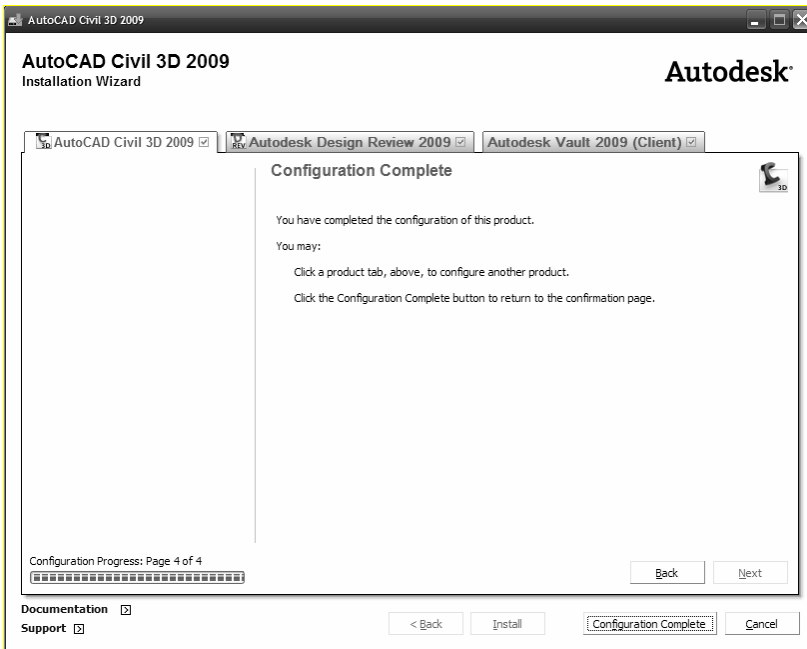 AutoCAD Civil 3D 2009
AutoCAD Civil 3D 2009
Installation Wizard
Autodesk
AutoCAD Civil 3D 2009
Autodesk Design Review 2009
Autodesk Vault 2009 (Client)
3D
REV
Configuration Complete
3D
You have completed the configuration of this product.
You may:
Click a product tab, above, to configure another product.
Click the Configuration Complete button to return to the confirmation page.
Configuration Progress: Page 4 of 4
Back
Next
Documentation
Support
< Back
Install
Configuration Complete
Cancel